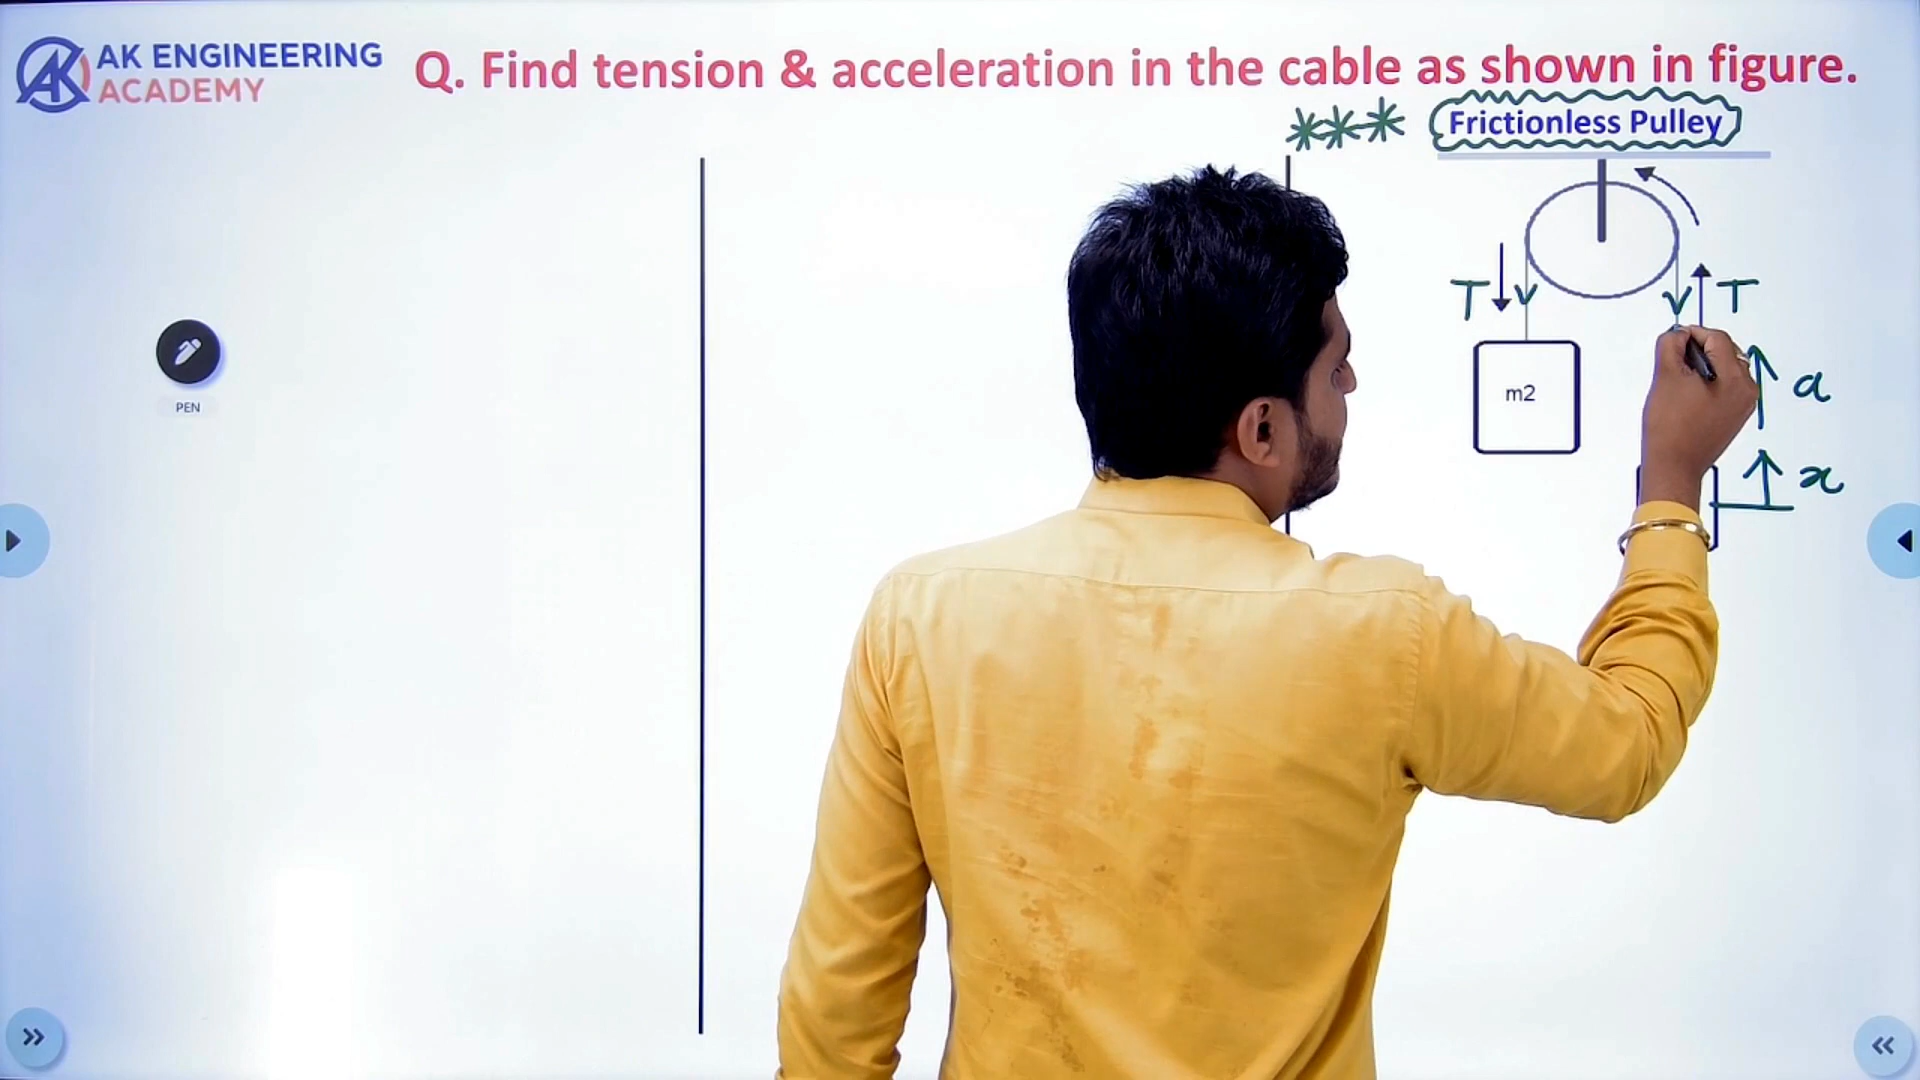 AK ENGINEERING
ACADEMY
Q. Find tension & acceleration in the cable as shown in figure.
*** Frictionless Pulley
T
T
m2
a
x
PEN